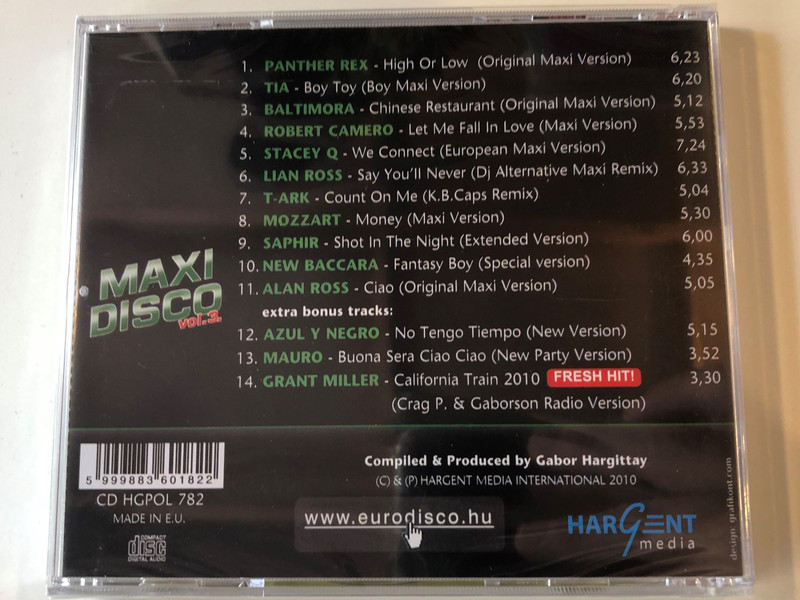 1. PANTHER REX - High Or Low (Original Maxi Version) 6,23
2. TIA - Boy Toy (Boy Maxi Version) 6,20
3. BALTIMORA - Chinese Restaurant (Original Maxi Version) 5,12
4. ROBERT CAMERO - Let Me Fall In Love (Maxi Version) 5,53
5. STACEY Q - We Connect (European Maxi Version) 7,24
6. LIAN ROSS - Say You'll Never (Dj Alternative Maxi Remix) 6,33
7. T-ARK - Count On Me (K.B.Caps Remix) 5,04
8. MOZZART - Money (Maxi Version) 5,30
9. SAPHIR - Shot In The Night (Extended Version) 6,00
10. NEW BACCARA - Fantasy Boy (Special version) 4,35
11. ALAN ROSS - Ciao (Original Maxi Version) 5,05
extra bonus tracks:
12. AZUL Y NEGRO - No Tengo Tiempo (New Version) 5,15
13. MAURO - Buona Sera Ciao Ciao (New Party Version) 3,52
14. GRANT MILLER - California Train 2010 FRESH HIT! 3,30
(Crag P. & Gaborson Radio Version)
MAXI
DISCO
vol.3.
5 999883 601822
CD HGPOL 782
MADE IN E.U.
COMPACT
disc
DIGITAL AUDIO
Compiled & Produced by Gabor Hargittay
(C) & (P) HARGENT MEDIA INTERNATIONAL 2010
www.eurodisco.hu
HARGENT
media
design: grafikont.com